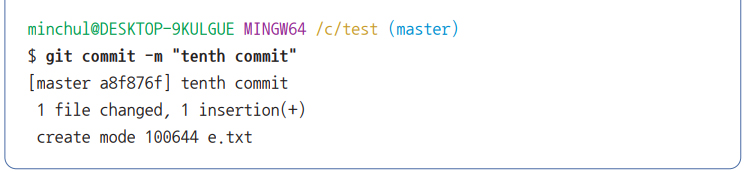 minchul@DESKTOP-9KULGUE MINGW64 /c/test (master)
$ git commit -m "tenth commit"
[master a8f876f] tenth commit
 1 file changed, 1 insertion(+)
 create mode 100644 e.txt